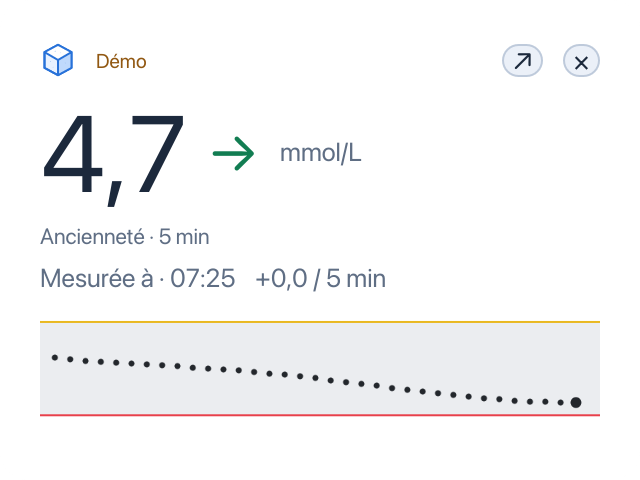 Démo
4,7 → mmol/L
Ancienneté · 5 min
Mesurée à · 07:25 +0,0 / 5 min